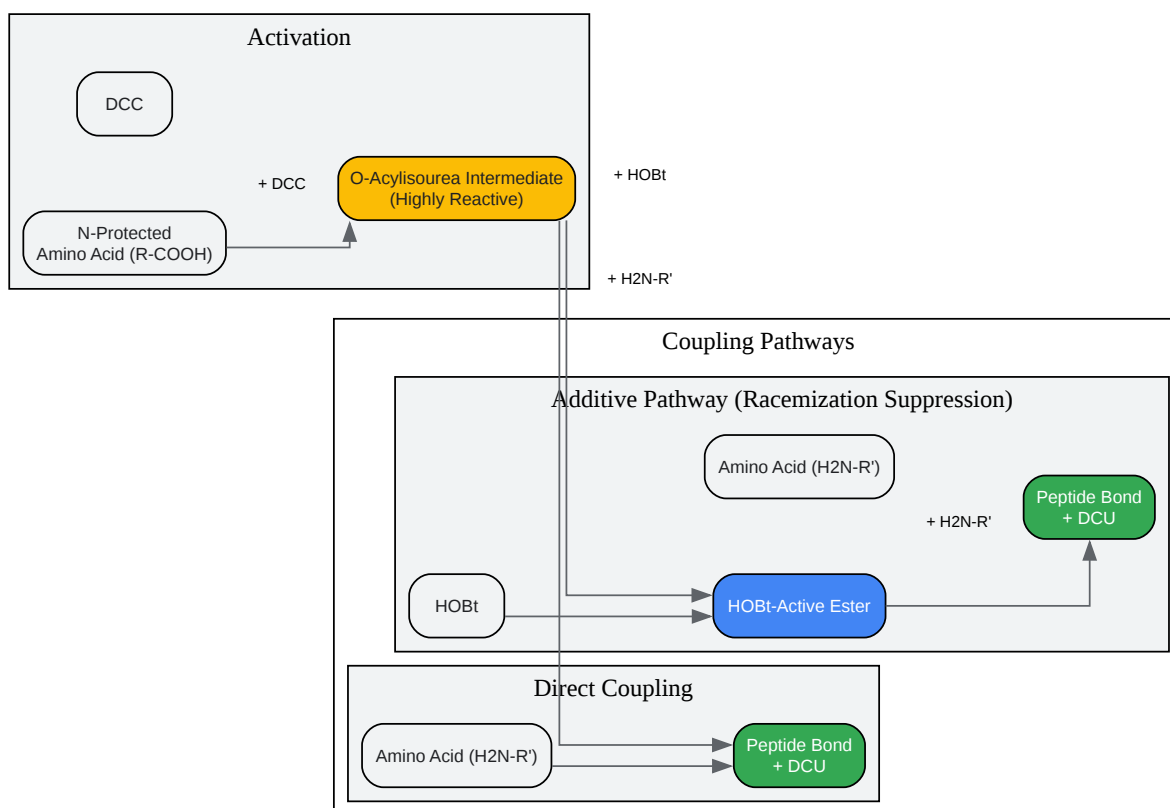 Activation
DCC
+ DCC
O-Acylisourea Intermediate
(Highly Reactive)
+ HOBt
N-Protected
Amino Acid (R-COOH)
+ H2N-R'
Coupling Pathways
Additive Pathway (Racemization Suppression)
Amino Acid (H2N-R')
+ H2N-R'
Peptide Bond
+ DCU
HOBt
HOBt-Active Ester
Direct Coupling
Amino Acid (H2N-R')
Peptide Bond
+ DCU